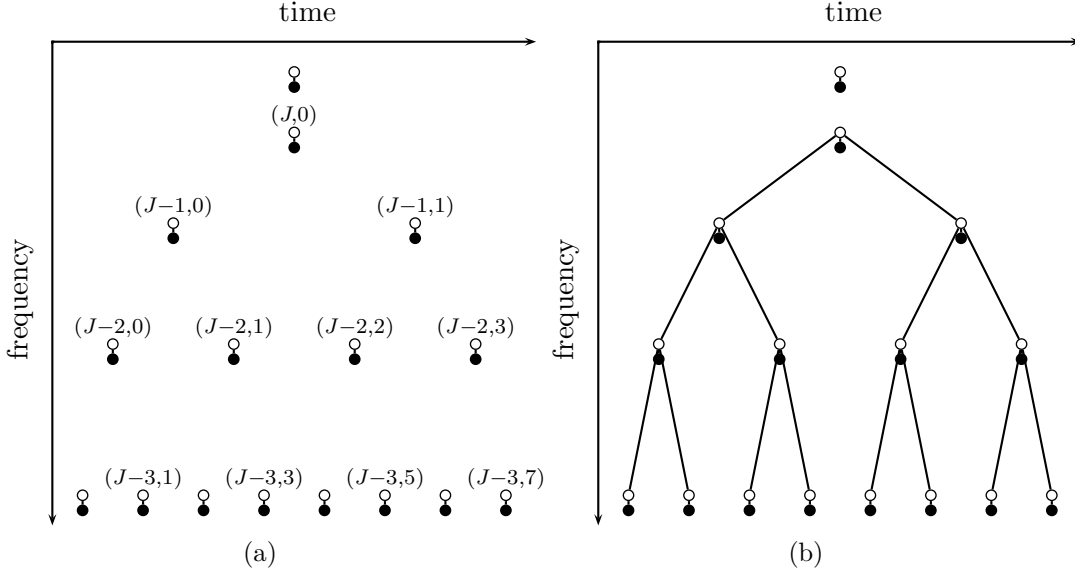 time
(J,0)
(J−1,0) (J−1,1)
(J−2,0) (J−2,1) (J−2,2) (J−2,3)
(J−3,1) (J−3,3) (J−3,5) (J−3,7)
frequency
(a)
time
frequency
(b)